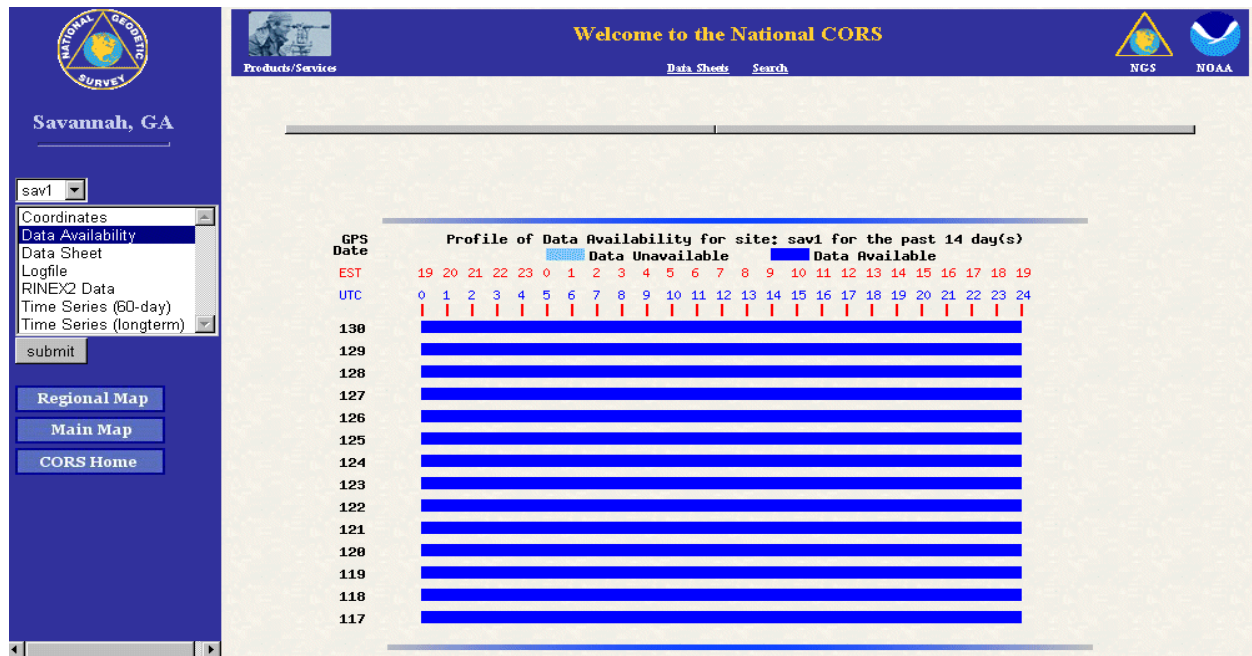 NATIONAL GEODETIC SURVEY
Savannah, GA
sav1
Coordinates
Data Availability
Data Sheet
Logfile
RINEX2 Data
Time Series (60-day)
Time Series (longterm)
submit
Regional Map
Main Map
CORS Home
Welcome to the National CORS
Products/Services
Data Sheets Search
NGS NOAA
GPS Date
Profile of Data Availability for site: sav1 for the past 14 day(s)
Data Unavailable Data Available
EST 19 20 21 22 23 0 1 2 3 4 5 6 7 8 9 10 11 12 13 14 15 16 17 18 19
UTC 0 1 2 3 4 5 6 7 8 9 10 11 12 13 14 15 16 17 18 19 20 21 22 23 24
130
129
128
127
126
125
124
123
122
121
120
119
118
117